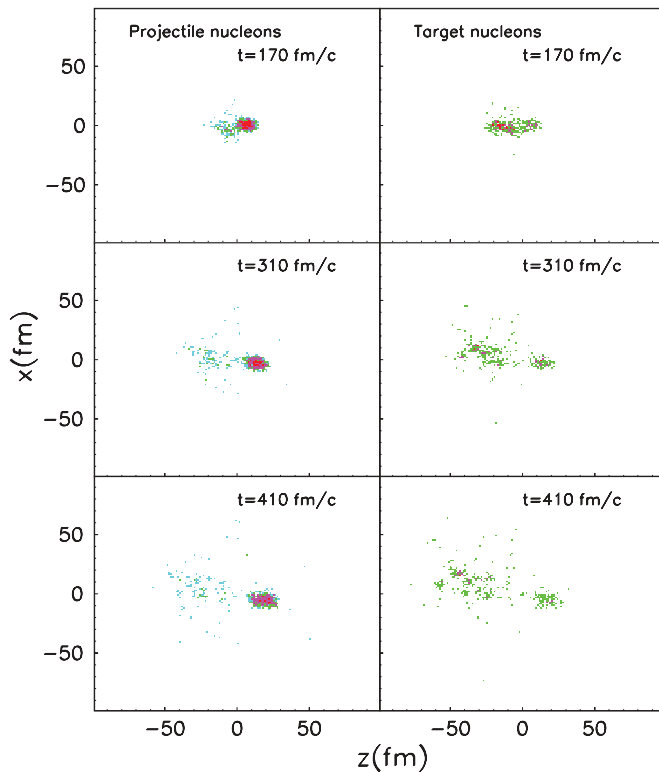 Projectile nucleons
Target nucleons
t=170 fm/c
t=170 fm/c
50
0
−50
t=310 fm/c
t=310 fm/c
50
0
−50
x(fm)
t=410 fm/c
t=410 fm/c
50
0
−50
−50 0 50 −50 0 50
z(fm)